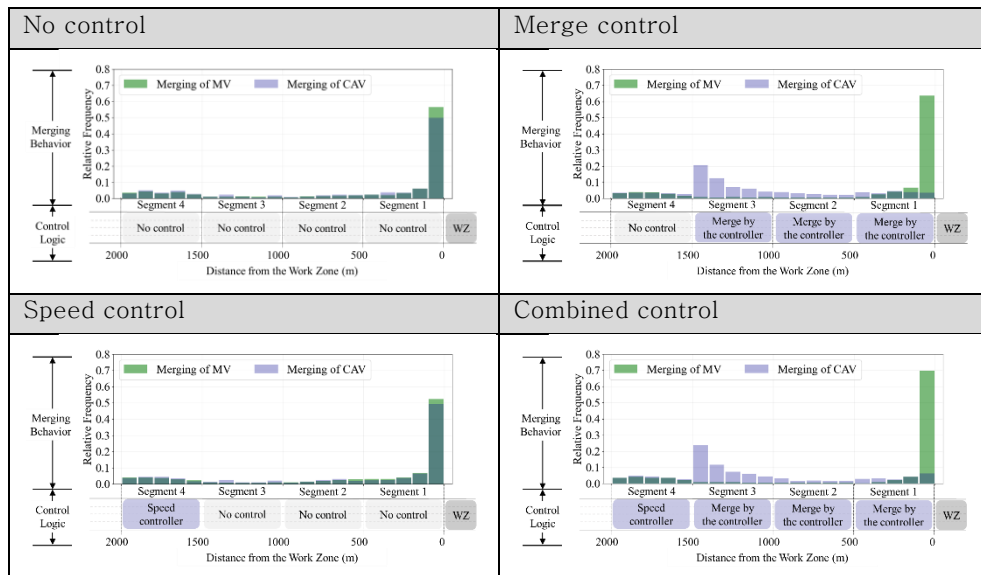 No control
Merging of MV
Merging of CAV
Relative Frequency
0.8
0.7
0.6
0.5
0.4
0.3
0.2
0.1
0.0
Merging
Behavior
Control
Logic
Segment 4
Segment 3
Segment 2
Segment 1
No control
No control
No control
No control
WZ
2000
1500
1000
500
0
Distance from the Work Zone (m)
Merge control
Merging of MV
Merging of CAV
Relative Frequency
0.8
0.7
0.6
0.5
0.4
0.3
0.2
0.1
0.0
Merging
Behavior
Control
Logic
Segment 4
Segment 3
Segment 2
Segment 1
No control
Merge by
the controller
Merge by
the controller
Merge by
the controller
WZ
2000
1500
1000
500
0
Distance from the Work Zone (m)
Speed control
Merging of MV
Merging of CAV
Relative Frequency
0.8
0.7
0.6
0.5
0.4
0.3
0.2
0.1
0.0
Merging
Behavior
Control
Logic
Segment 4
Segment 3
Segment 2
Segment 1
Speed
controller
No control
No control
No control
WZ
2000
1500
1000
500
0
Distance from the Work Zone (m)
Combined control
Merging of MV
Merging of CAV
Relative Frequency
0.8
0.7
0.6
0.5
0.4
0.3
0.2
0.1
0.0
Merging
Behavior
Control
Logic
Segment 4
Segment 3
Segment 2
Segment 1
Speed
controller
Merge by
the controller
Merge by
the controller
Merge by
the controller
WZ
2000
1500
1000
500
0
Distance from the Work Zone (m)